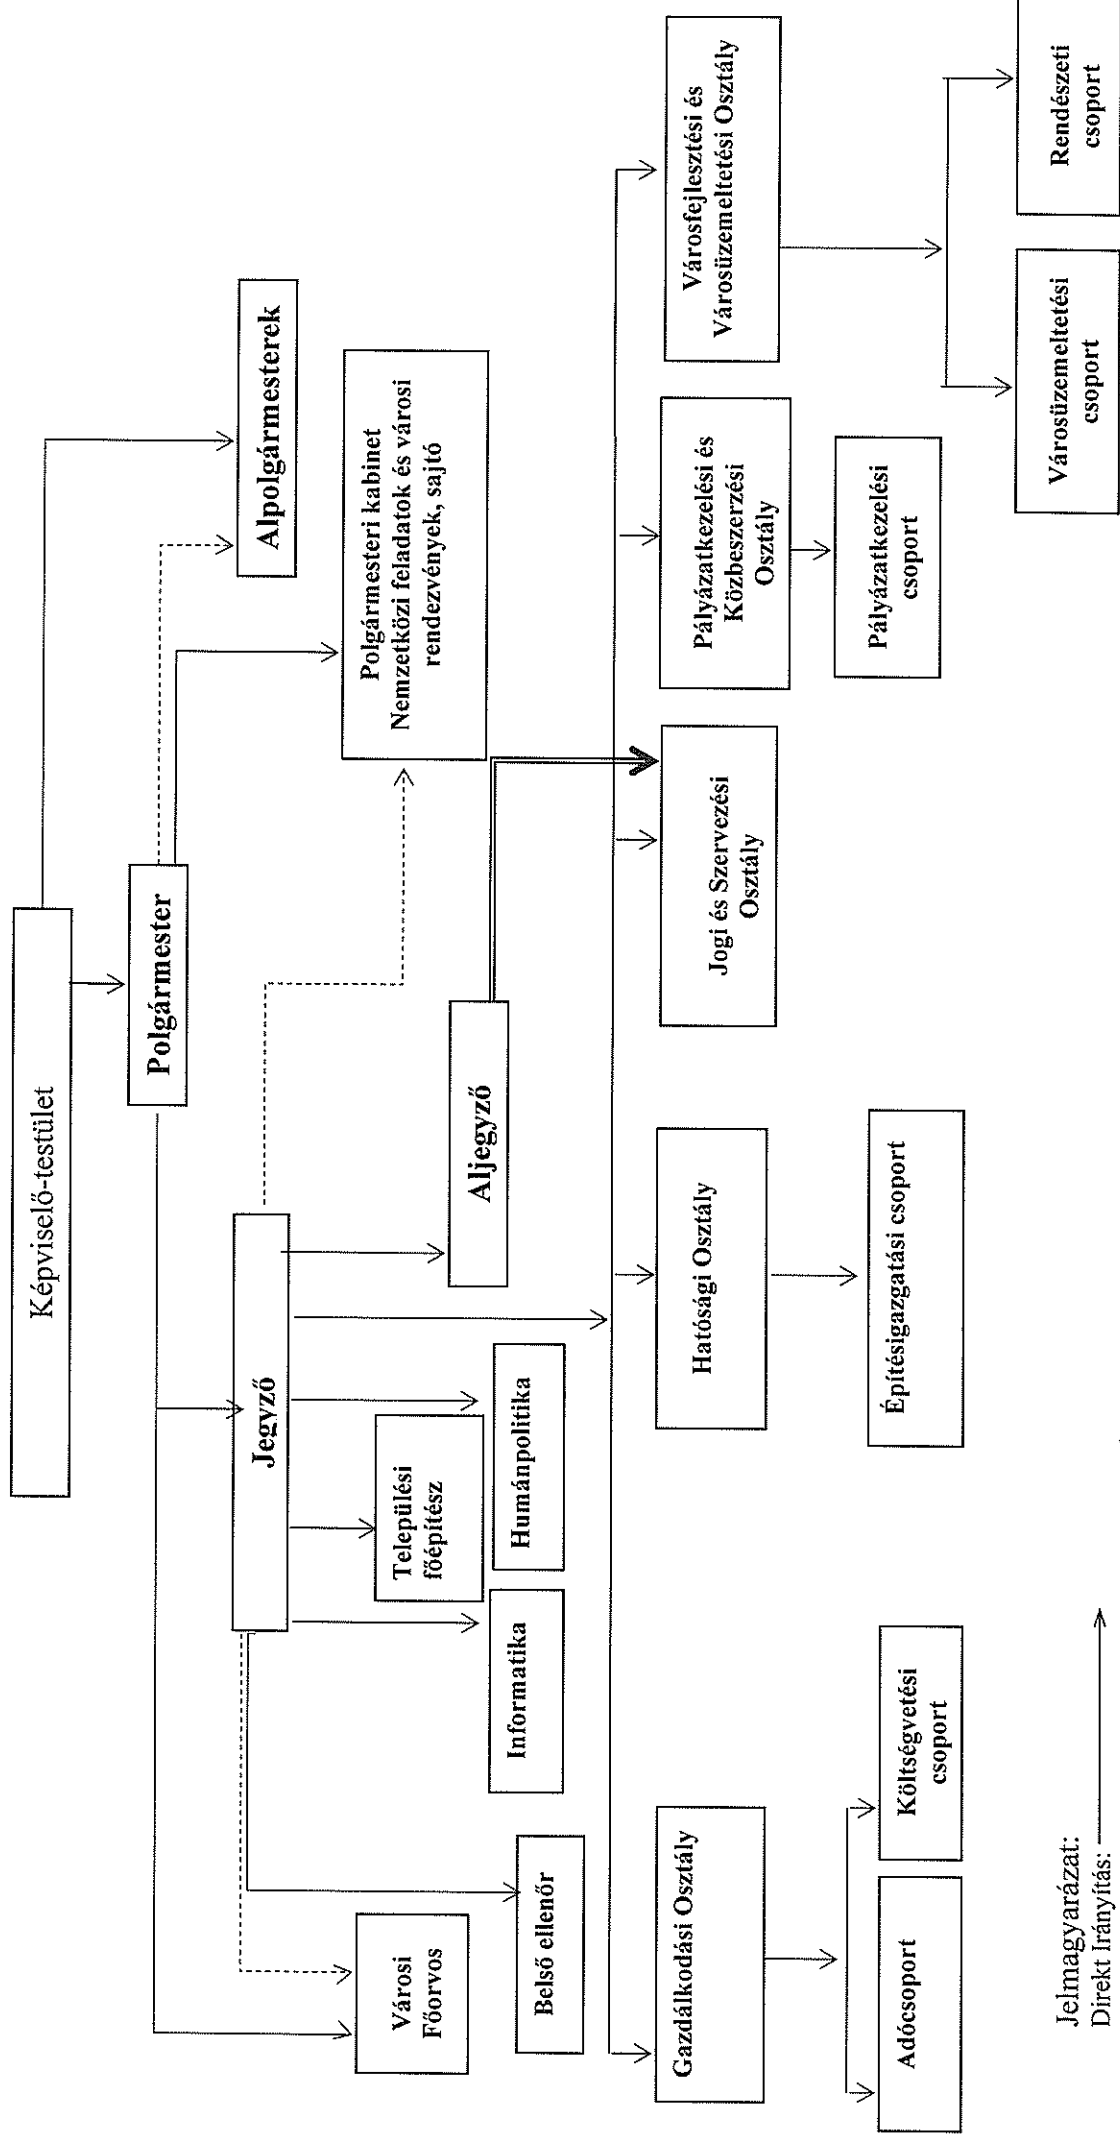 Képviselő-testület
Polgármester
Alpolgármesterek
Jegyző
Polgármesteri kabinet
Nemzetközi feladatok és városi
rendezvények, sajtó
Városi
Főorvos
Települési
főépítész
Aljegyző
Belső ellenőr
Informatika
Humánpolitika
Gazdálkodási Osztály
Hatósági Osztály
Jogi és Szervezési
Osztály
Pályázatkezelési és
Közbeszerzési
Osztály
Városfejlesztési és
Városüzemeltetési Osztály
Adócsoport
Költségvetési
csoport
Építésigazgatási csoport
Pályázatkezelési
csoport
Városüzemeltetési
csoport
Rendészeti
csoport
Jelmagyarázat:
Direkt Irányítás: